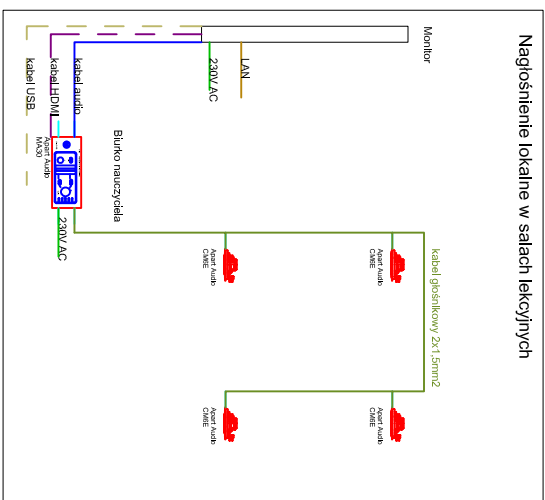 Nagłośnienie lokalne w salach lekcyjnych
Monitor
LAN
230V AC
kabel audio
kabel HDMI
kabel USB
Biurko nauczyciela
Apart Audio
MA30
230V AC
kabel głośnikowy 2x1,5mm2
Apart Audio
CM6E
Apart Audio
CM6E
Apart Audio
CM6E
Apart Audio
CM6E